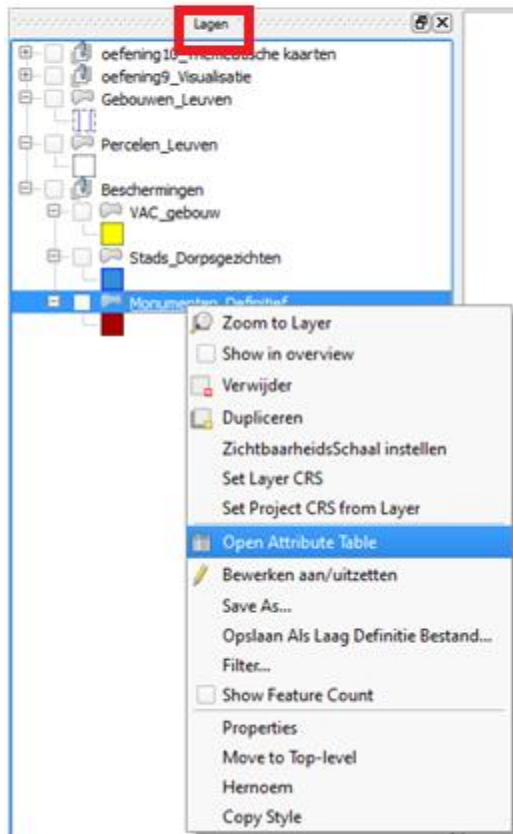 Lagen
oefening10_Thematische kaarten
oefening9_Visualisatie
Gebouwen_Leuven
Percelen_Leuven
Beschermingen
VAC_gebouw
Stads_Dorpsgezichten
Monumenten_Definitief
Zoom to Layer
Show in overview
Verwijder
Dupliceren
ZichtbaarheidsSchaal instellen
Set Layer CRS
Set Project CRS from Layer
Open Attribute Table
Bewerken aan/uitzetten
Save As...
Opslaan Als Laag Definitie Bestand...
Filter...
Show Feature Count
Properties
Move to Top-level
Hernoem
Copy Style